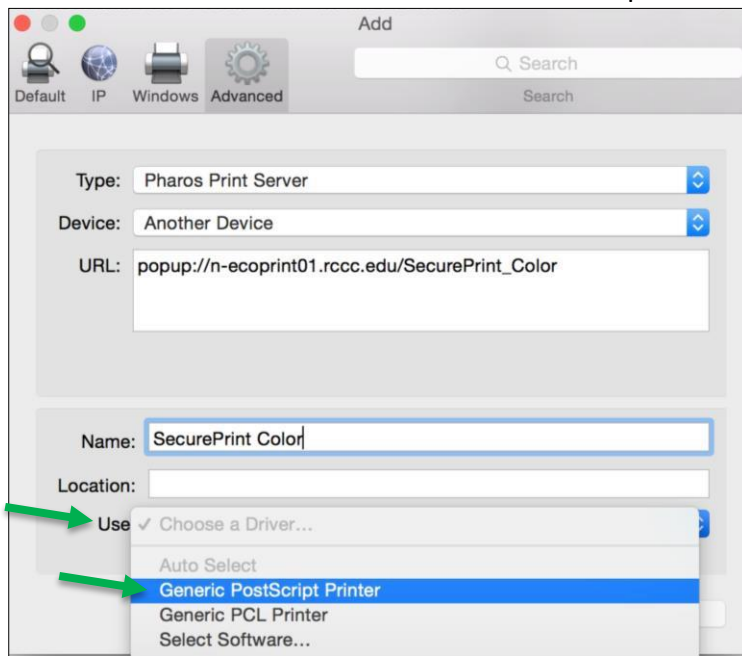 Add
Search
Default IP Windows Advanced Search
Type: Pharos Print Server
Device: Another Device
URL: popup://n-ecoprint01.rccc.edu/SecurePrint_Color
Name: SecurePrint Color
Location:
Use ✓ Choose a Driver...
Auto Select
Generic PostScript Printer
Generic PCL Printer
Select Software...